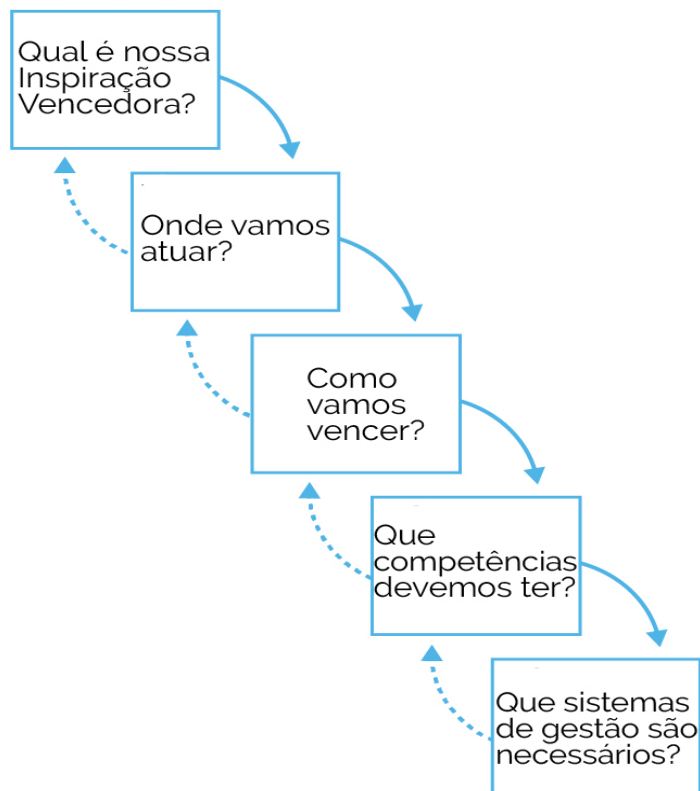 Qual é nossa
Inspiração
Vencedora?
Onde vamos
atuar?
Como
vamos
vencer?
Que
competências
devemos ter?
Que sistemas
de gestão são
necessários?